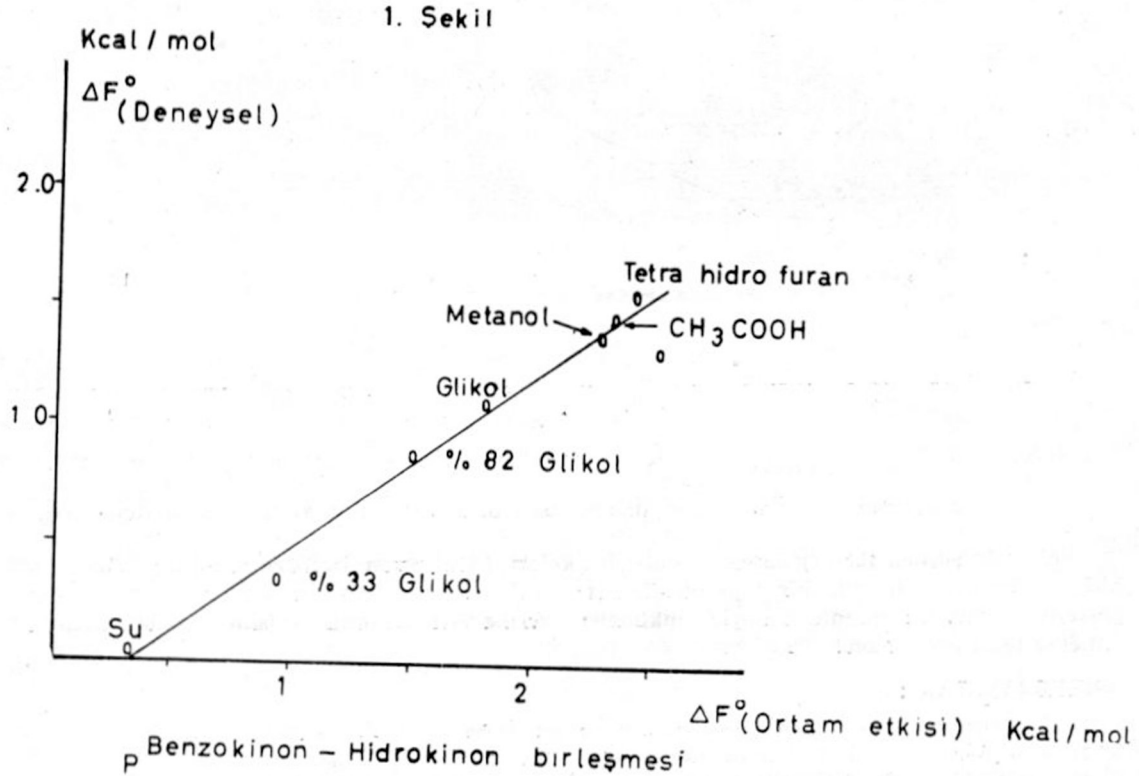 1. Şekil
Kcal / mol
ΔF°
(Deneysel)
2.0
Tetra hidro furan
Metanol
CH₃COOH
Glikol
1 0
% 82 Glikol
% 33 Glikol
Su
1
2
ΔF°(Ortam etkisi) Kcal/mol
p Benzokinon – Hidrokinon bırleşmesi